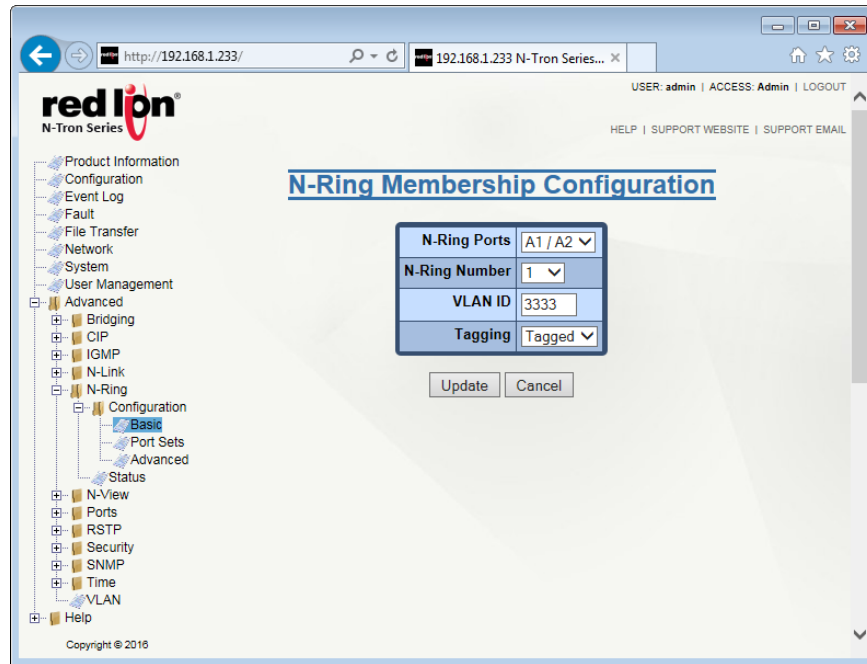 http://192.168.1.233/
192.168.1.233 N-Tron Series...
USER: admin | ACCESS: Admin | LOGOUT
red lion®
N-Tron Series
HELP | SUPPORT WEBSITE | SUPPORT EMAIL
Product Information
Configuration
Event Log
Fault
File Transfer
Network
System
User Management
Advanced
Bridging
CIP
IGMP
N-Link
N-Ring
Configuration
Basic
Port Sets
Advanced
Status
N-View
Ports
RSTP
Security
SNMP
Time
VLAN
Help
Copyright © 2016
N-Ring Membership Configuration
N-Ring Ports A1 / A2
N-Ring Number 1
VLAN ID 3333
Tagging Tagged
Update Cancel